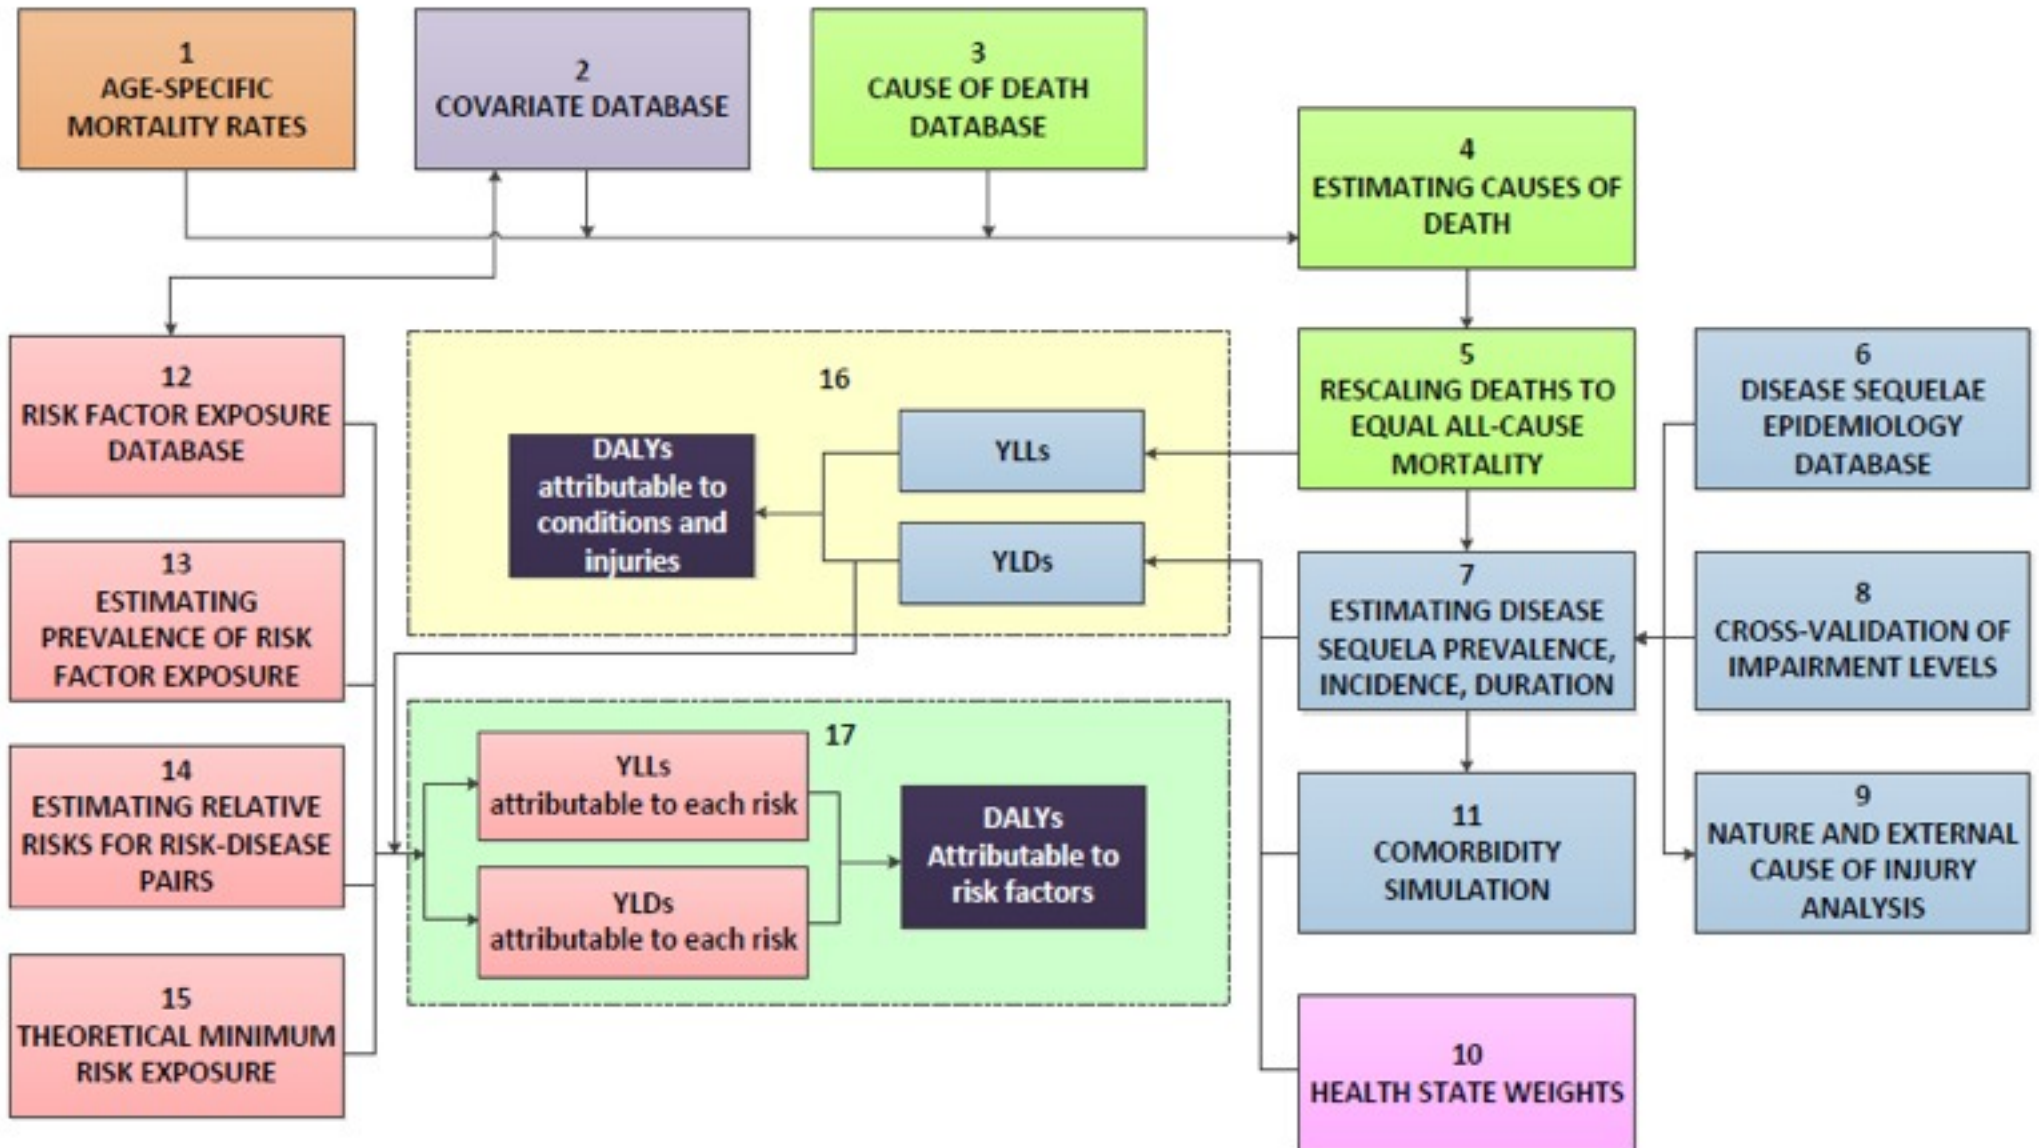 1
AGE-SPECIFIC
MORTALITY RATES
2
COVARIATE DATABASE
3
CAUSE OF DEATH
DATABASE
4
ESTIMATING CAUSES OF
DEATH
5
RESCALING DEATHS TO
EQUAL ALL-CAUSE
MORTALITY
6
DISEASE SEQUELAE
EPIDEMIOLOGY
DATABASE
12
RISK FACTOR EXPOSURE
DATABASE
16
YLLs
DALYs
attributable to
conditions and
injuries
YLDs
7
ESTIMATING DISEASE
SEQUELA PREVALENCE,
INCIDENCE, DURATION
8
CROSS-VALIDATION OF
IMPAIRMENT LEVELS
13
ESTIMATING
PREVALENCE OF RISK
FACTOR EXPOSURE
17
YLLs
attributable to each risk
DALYs
Attributable to
risk factors
YLDs
attributable to each risk
14
ESTIMATING RELATIVE
RISKS FOR RISK-DISEASE
PAIRS
11
COMORBIDITY
SIMULATION
9
NATURE AND EXTERNAL
CAUSE OF INJURY
ANALYSIS
15
THEORETICAL MINIMUM
RISK EXPOSURE
10
HEALTH STATE WEIGHTS